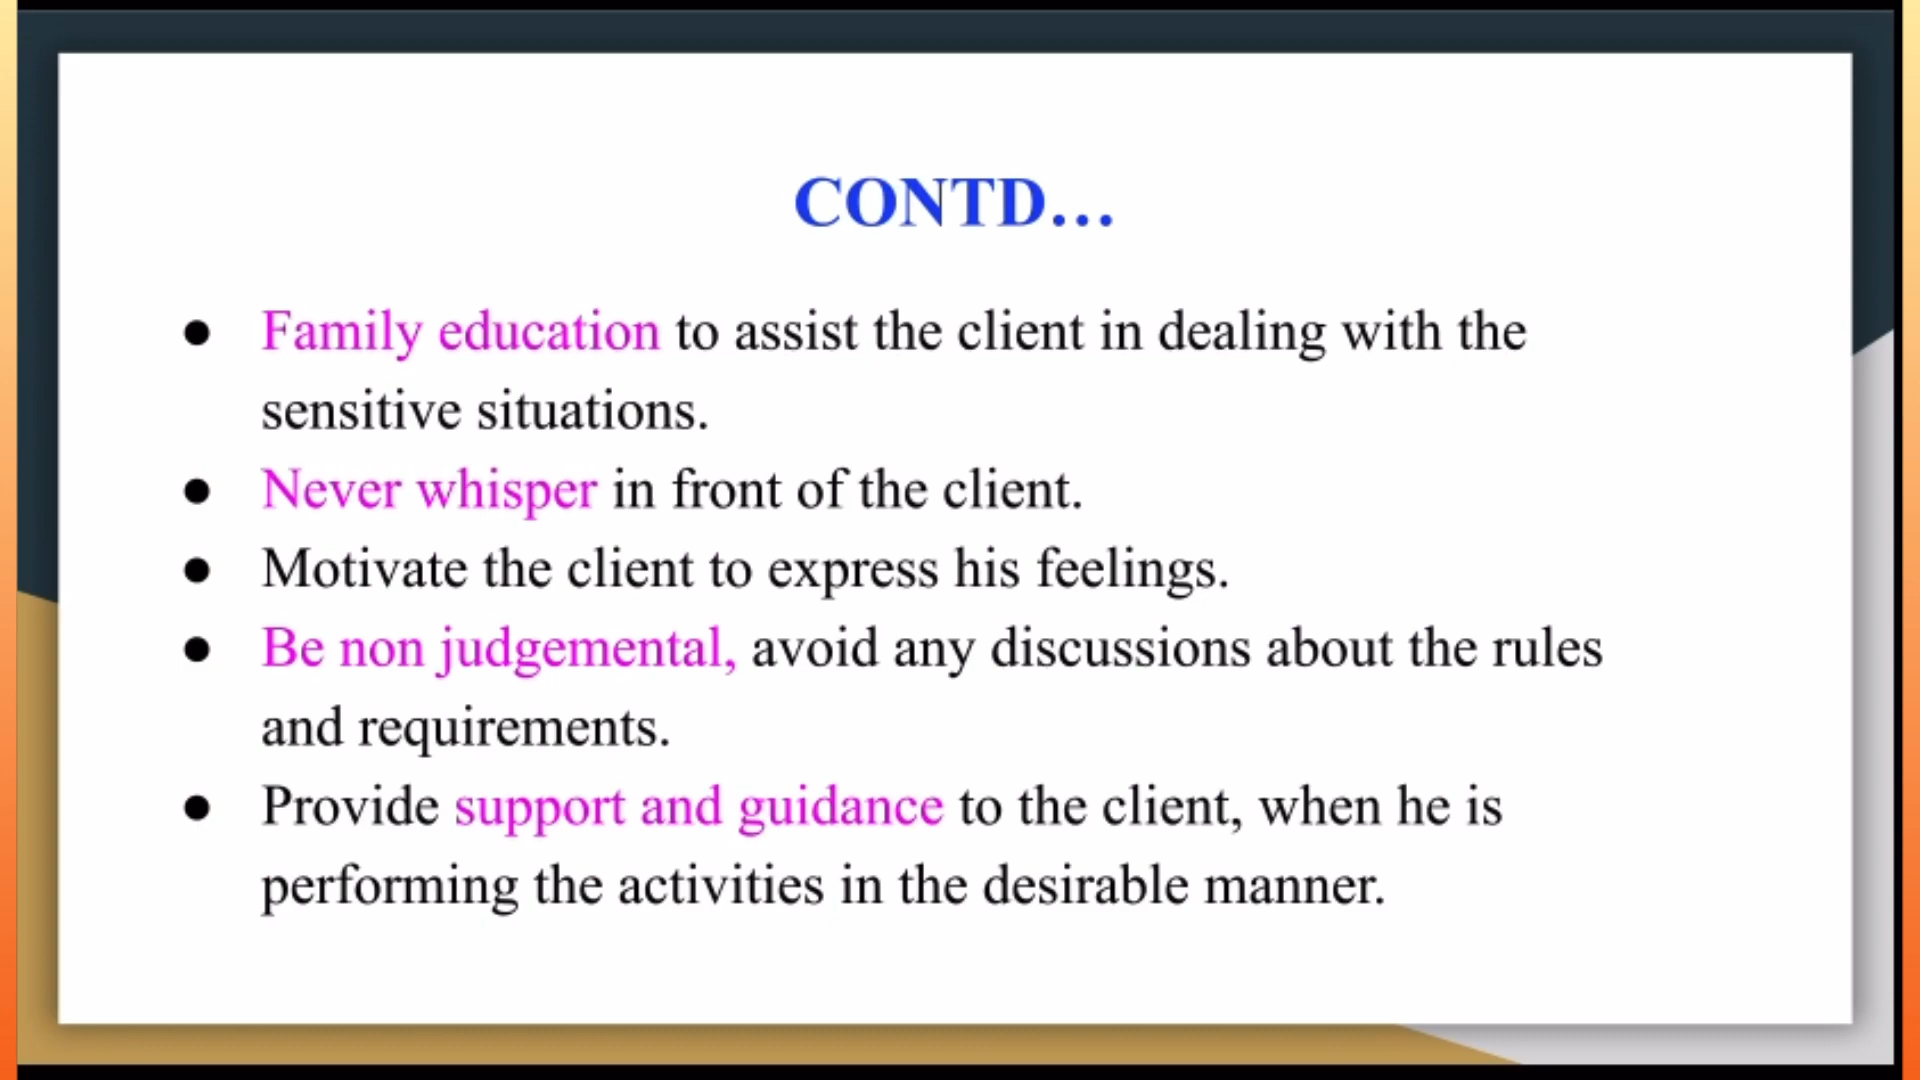 CONTD...
● Family education to assist the client in dealing with the
sensitive situations.
● Never whisper in front of the client.
● Motivate the client to express his feelings.
● Be non judgemental, avoid any discussions about the rules
and requirements.
● Provide support and guidance to the client, when he is
performing the activities in the desirable manner.